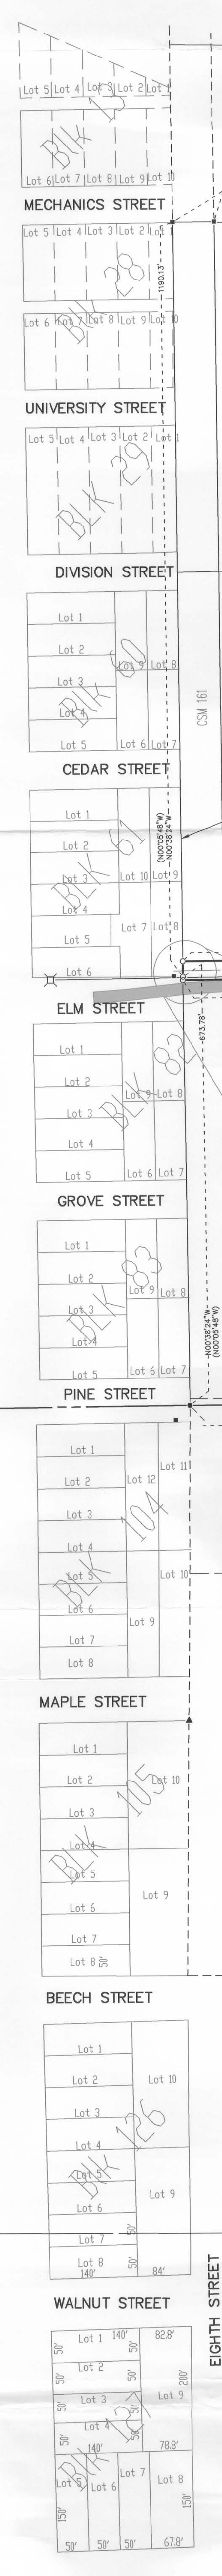 Lot 5 Lot 4 Lot 3 Lot 2 Lot 1
Blk 13
Lot 6 Lot 7 Lot 8 Lot 9 Lot 10
MECHANICS STREET
Lot 5 Lot 4 Lot 3 Lot 2 Lot 1
Blk 28
1190.13'
Lot 6 Lot 7 Lot 8 Lot 9 Lot 10
UNIVERSITY STREET
Lot 5 Lot 4 Lot 3 Lot 2 Lot 1
BLK 29
DIVISION STREET
Lot 1
Lot 2
Blk 60
Lot 3 Lot 9 Lot 8
Lot 4
Lot 5 Lot 6 Lot 7
CSM 161
CEDAR STREET
Lot 1
Lot 2
BLK 61
(N00°05'48"W)
N00°38'24"W
Lot 3 Lot 10 Lot 9
Lot 4
Lot 7 Lot 8
Lot 5
Lot 6
ELM STREET
673.78'
Lot 1
BLK 82
Lot 2 Lot 9 Lot 8
Lot 3
Lot 4
Lot 5 Lot 6 Lot 7
GROVE STREET
Lot 1
BLK 83
Lot 2 Lot 9 Lot 8
Lot 3
Lot 4
Lot 5 Lot 6 Lot 7
N00°38'24"W
(N00°05'48"W)
PINE STREET
Lot 1 Lot 11
Lot 2 Lot 12
BLK 104
Lot 3
Lot 4
Lot 5 Lot 10
Lot 6
Lot 9
Lot 7
Lot 8
MAPLE STREET
Lot 1
BLK 105
Lot 2 Lot 10
Lot 3
Lot 4
Lot 5
Lot 9
Lot 6
Lot 7
Lot 8 50'
BEECH STREET
Lot 1
Lot 2 Lot 10
BLK 126
Lot 3
Lot 4
Lot 5
Lot 9
Lot 6
50'
Lot 7
Lot 8 50'
140' 84'
WALNUT STREET
EIGHTH STREET
Lot 1 140' 82.8'
50' 50'
Lot 2
50' 50' 200'
Lot 3 Lot 9
50' 50'
Blk 127
Lot 4
50' 50'
140' 78.8'
Lot 5 Lot 6 Lot 7 Lot 8
150' 150'
50' 50' 50' 67.8'